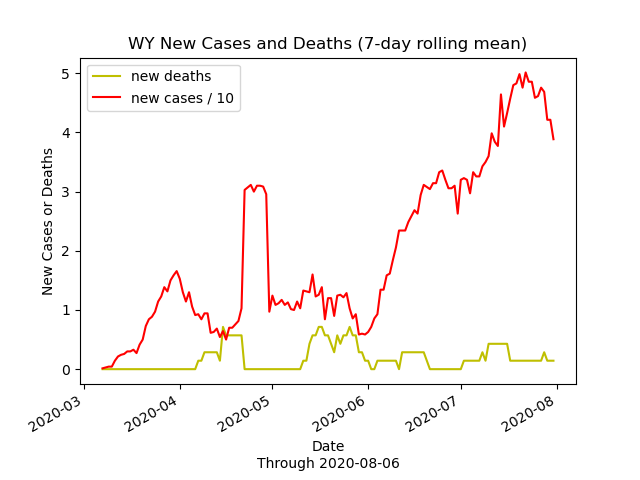 WY New Cases and Deaths (7-day rolling mean)
new deaths
new cases / 10
New Cases or Deaths
5
4
3
2
1
0
2020-03
2020-04
2020-05
2020-06
2020-07
2020-08
Date
Through 2020-08-06